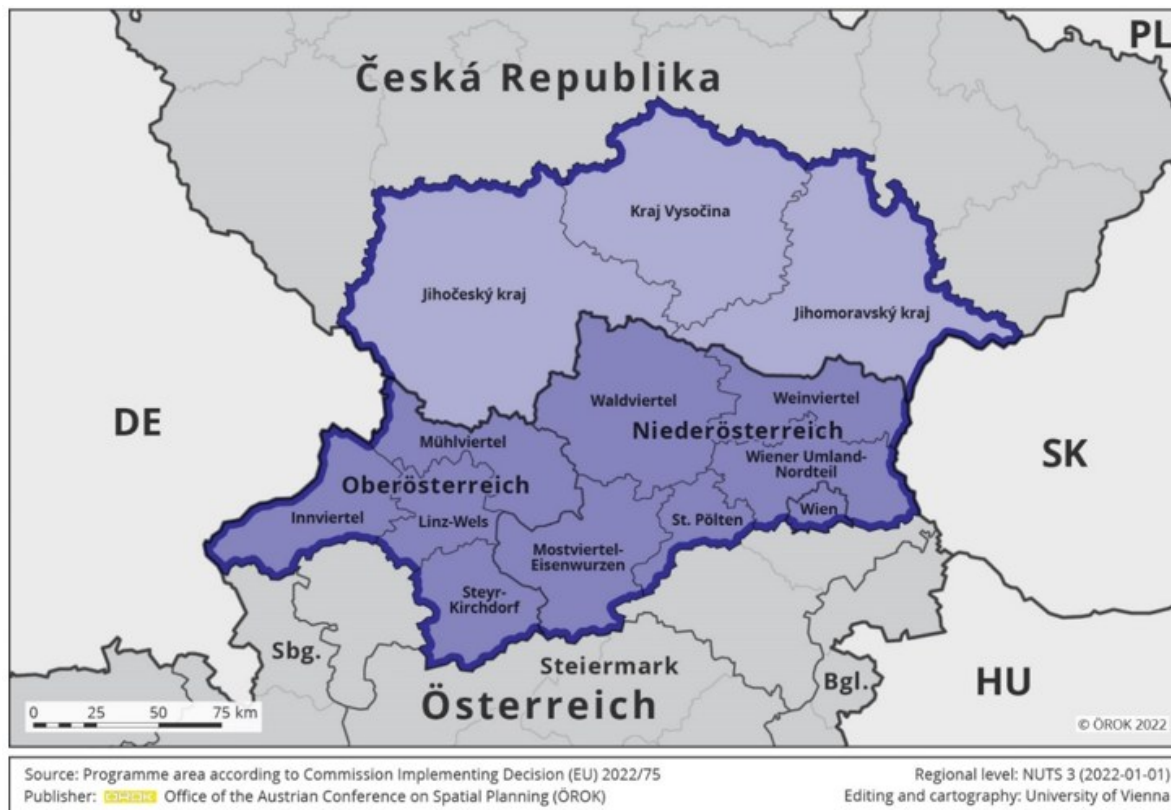 PL
Česká Republika
Kraj Vysočina
Jihočeský kraj
Jihomoravský kraj
DE
Waldviertel
Weinviertel
Niederösterreich
Mühlviertel
SK
Wiener Umland-
Nordteil
Oberösterreich
Innviertel
Linz-Wels
St. Pölten
Wien
Mostviertel-
Eisenwurzen
Steyr-
Kirchdorf
Sbg.
Steiermark
Bgl.
HU
Österreich
0 25 50 75 km
© ÖROK 2022
Source: Programme area according to Commission Implementing Decision (EU) 2022/75
Regional level: NUTS 3 (2022-01-01)
Publisher: ÖROK Office of the Austrian Conference on Spatial Planning (ÖROK)
Editing and cartography: University of Vienna